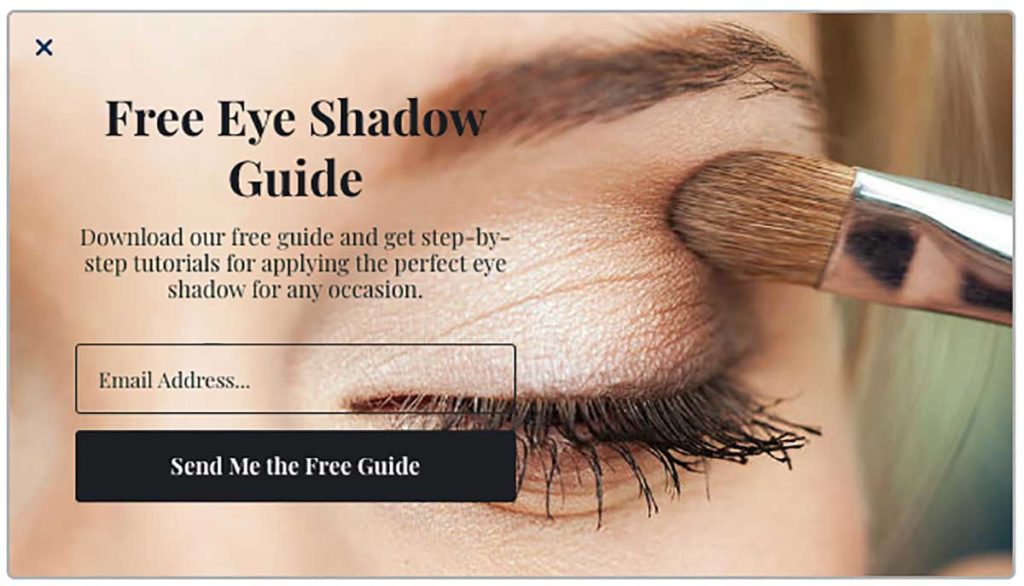 Free Eye Shadow
Guide
Download our free guide and get step-by-
step tutorials for applying the perfect eye
shadow for any occasion.
Email Address...
Send Me the Free Guide